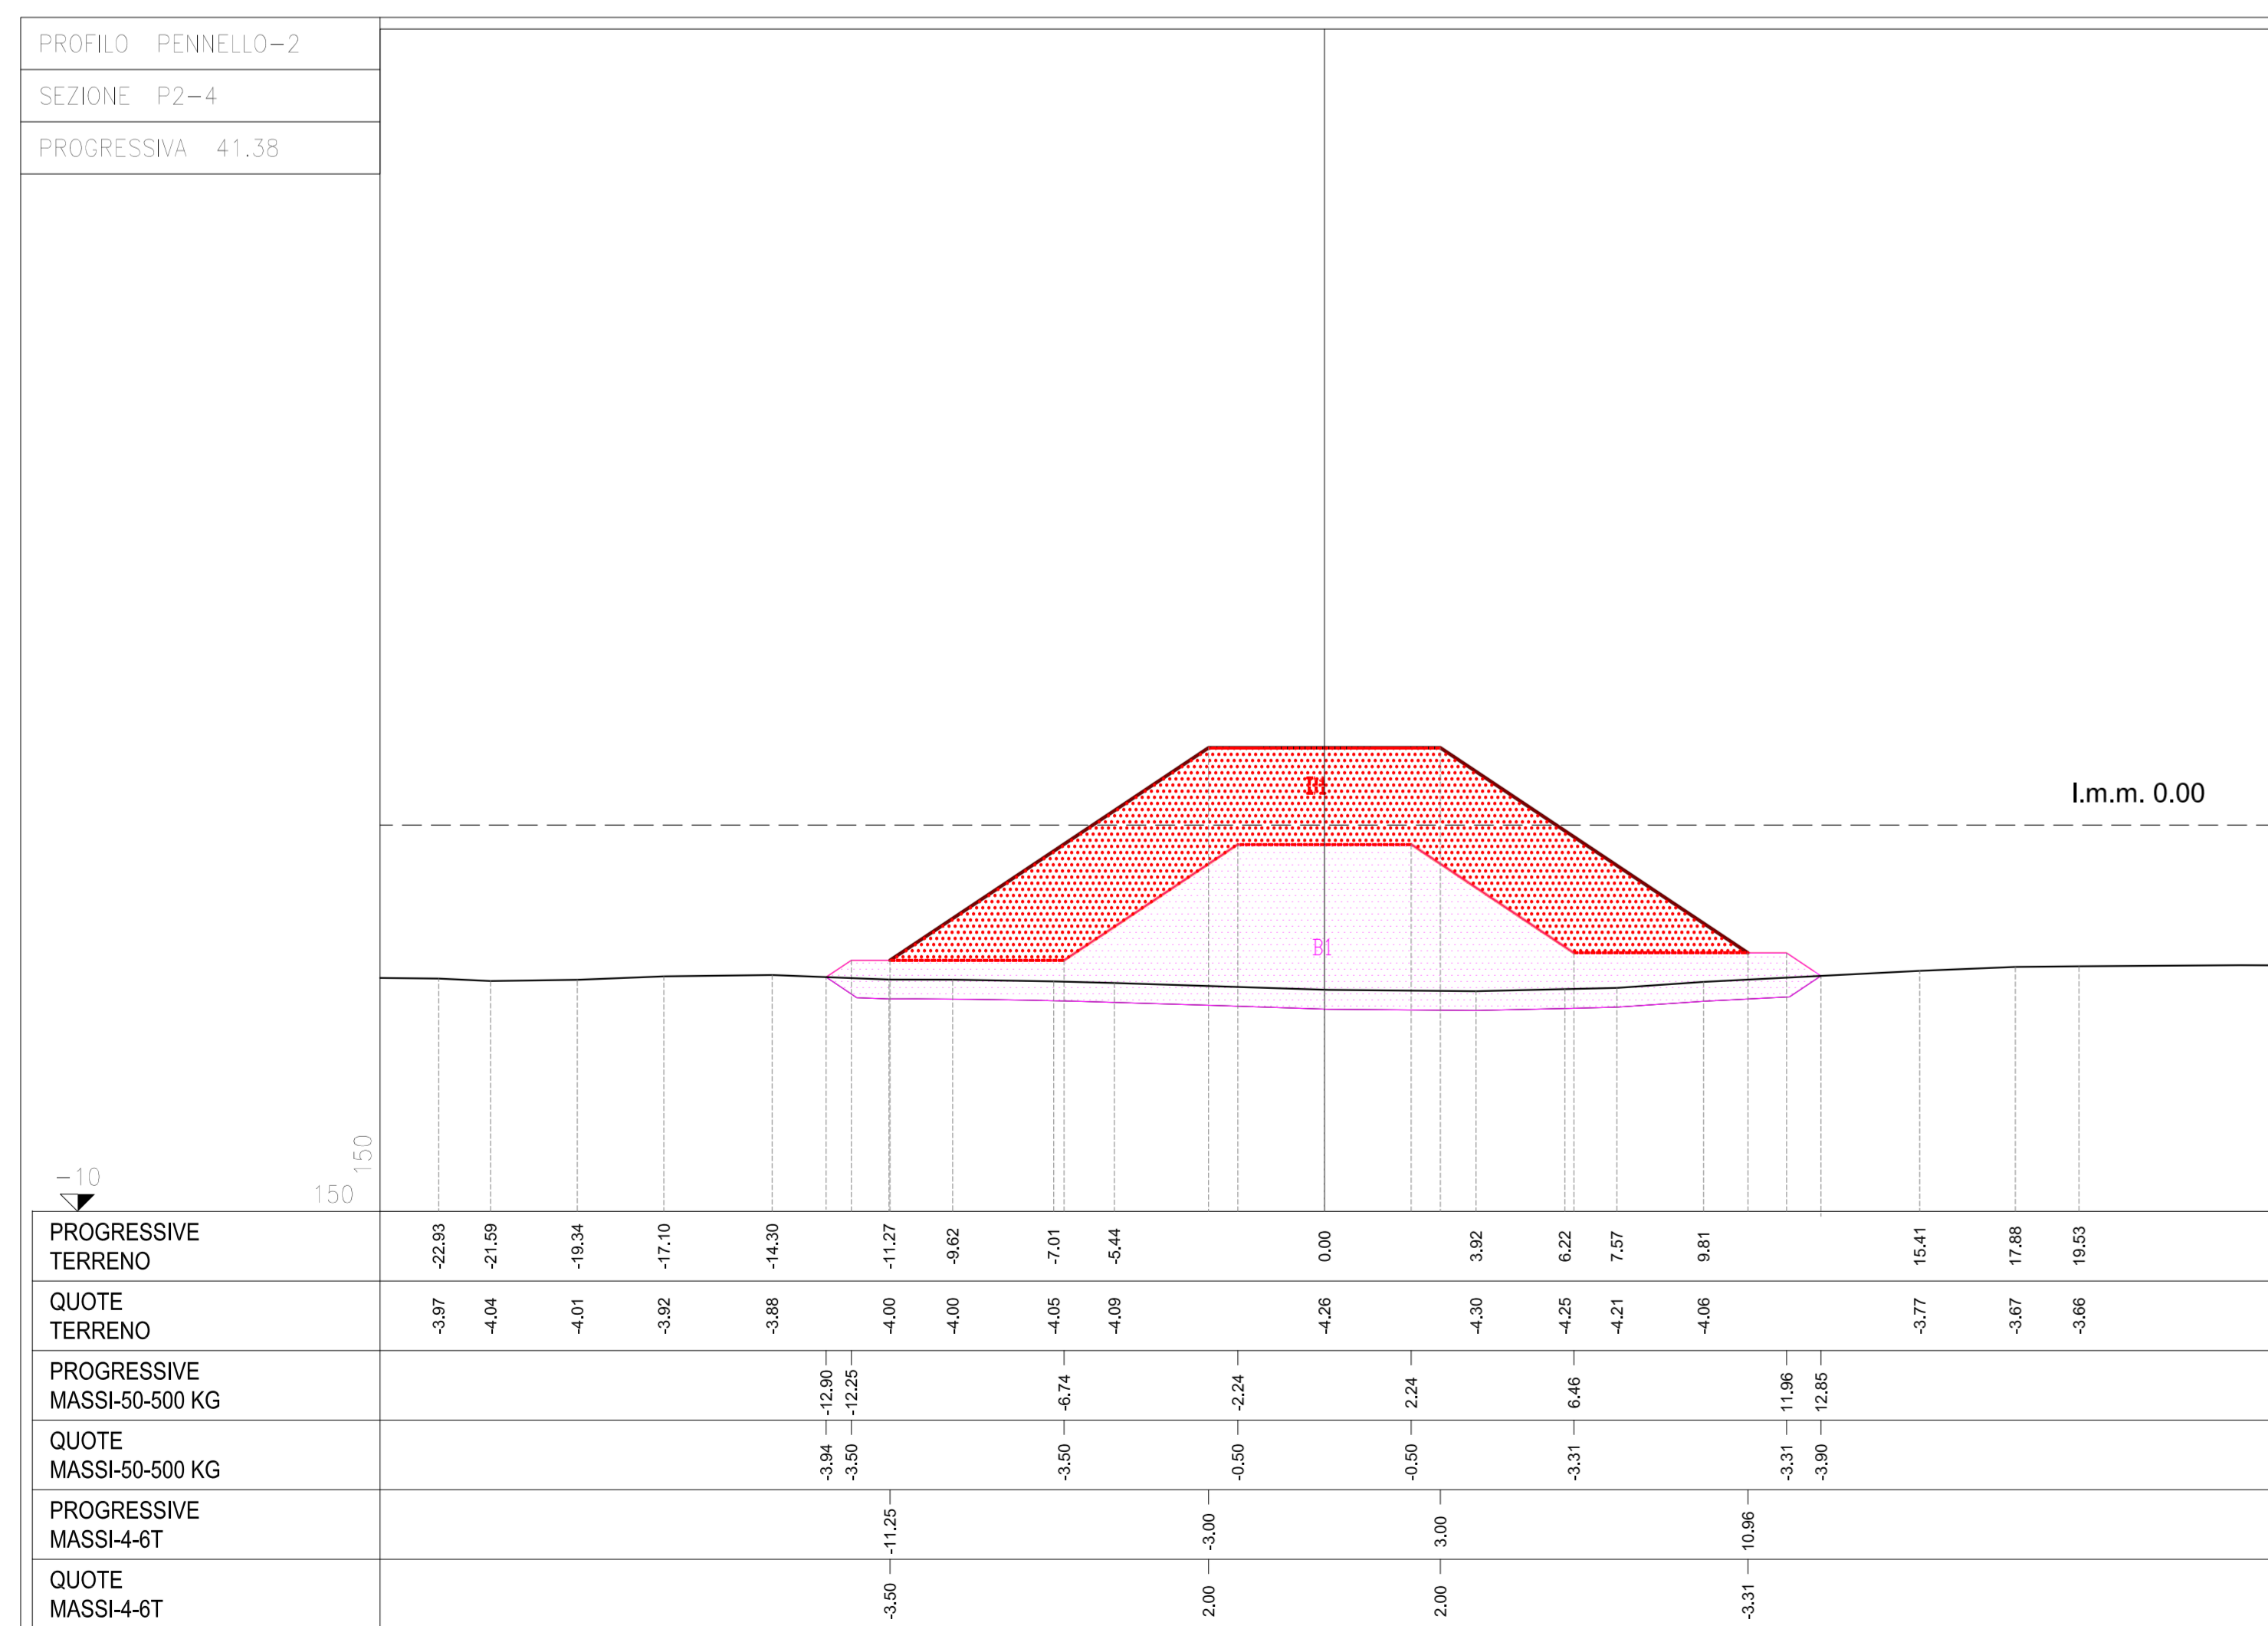 PROFILO PENNELLO-2
SEZIONE P2-4
PROGRESSIVA 41.38
l.m.m. 0.00
B1
B1
-10
150
150
PROGRESSIVE
TERRENO
-22.93 -21.59 -19.34 -17.10 -14.30 -11.27 -9.62 -7.01 -5.44 0.00 3.92 6.22 7.57 9.81 15.41 17.88 19.53
QUOTE
TERRENO
-3.97 -4.04 -4.01 -3.92 -3.88 -4.00 -4.00 -4.05 -4.09 -4.26 -4.30 -4.25 -4.21 -4.06 -3.77 -3.67 -3.66
PROGRESSIVE
MASSI-50-500 KG
-12.90 -12.25 -6.74 -2.24 2.24 6.46 11.96 12.85
QUOTE
MASSI-50-500 KG
-3.94 -3.50 -3.50 -0.50 -0.50 -3.31 -3.31 -3.90
PROGRESSIVE
MASSI-4-6T
-11.25 -3.00 3.00 10.96
QUOTE
MASSI-4-6T
-3.50 2.00 2.00 -3.31